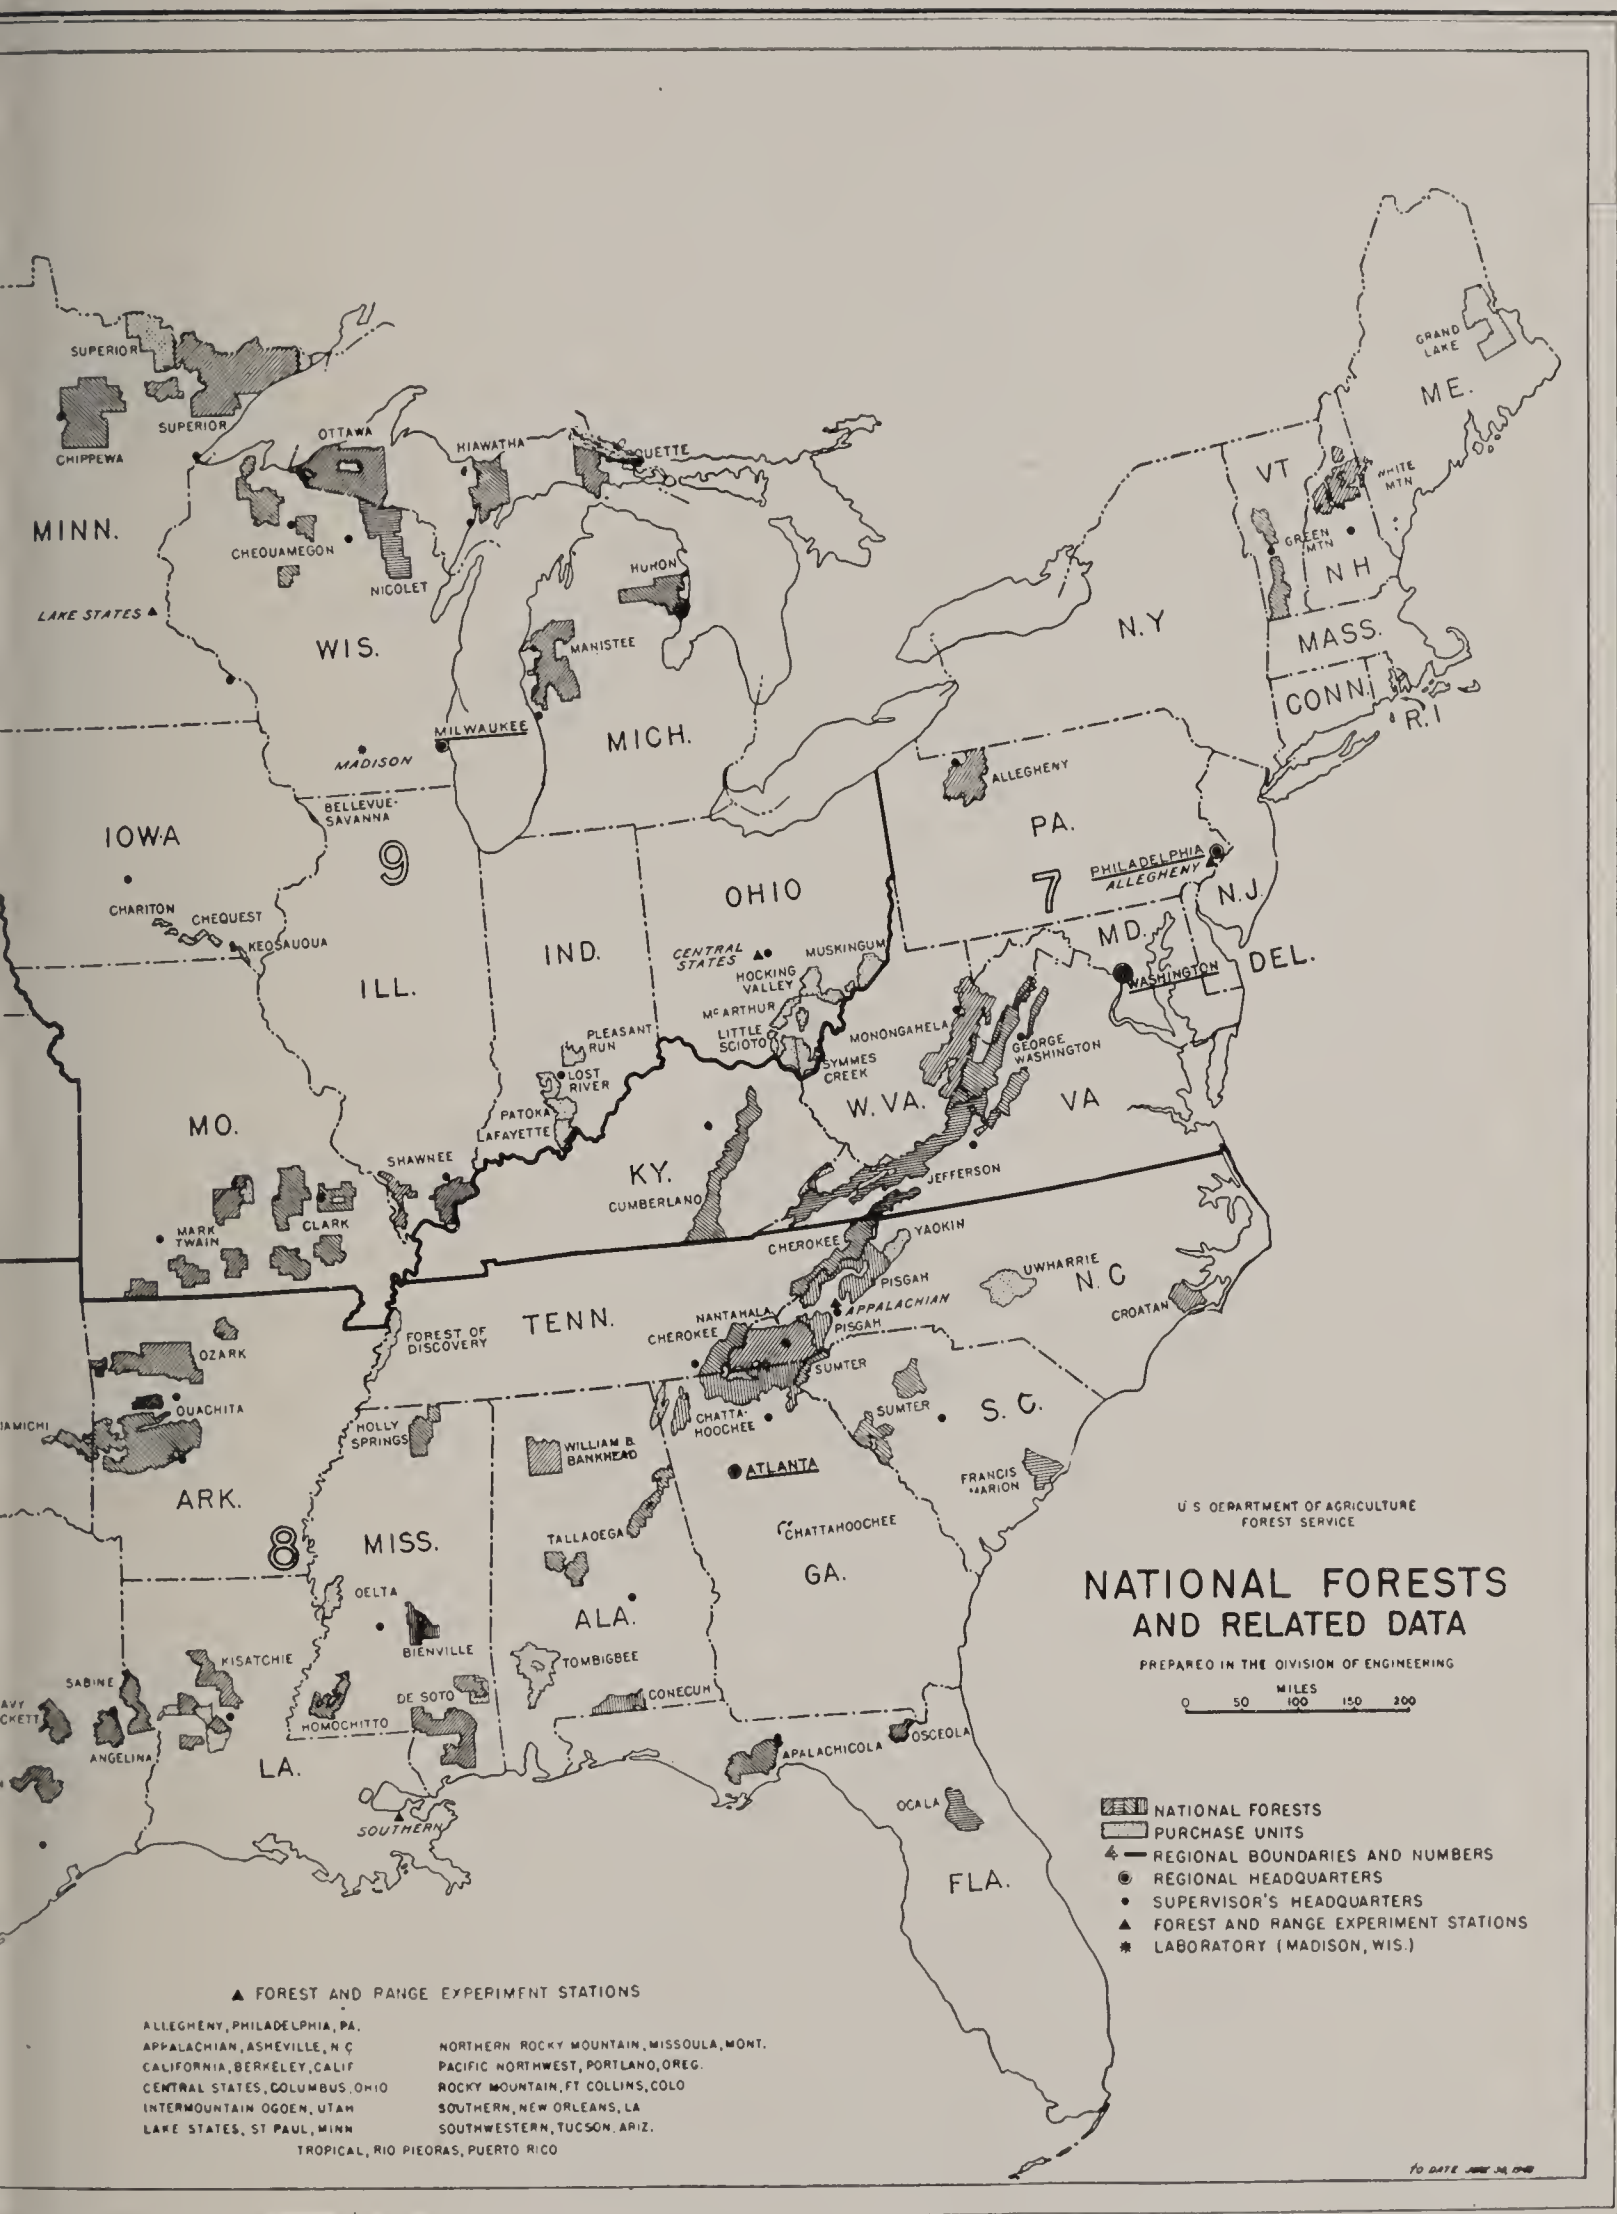 SUPERIOR
GRAND
LAKE
ME.
SUPERIOR
CHIPPEWA
OTTAWA
HIAWATHA
QUETTE
VT
WHITE
MTN
MINN.
CHEQUAMEGON
NICOLET
HURON
GREEN
MTN
N H
LAKE STATES
WIS.
MANISTEE
N.Y
MASS.
CONN.
R.I
MILWAUKEE
MICH.
MADISON
ALLEGHENY
BELLEVUE-
SAVANNA
IOWA
9
PA.
PHILADELPHIA
ALLEGHENY
7
OHIO
N.J.
CHARITON
CHEQUEST
KEOSAUQUA
IND.
CENTRAL
STATES
MUSKINGUM
MD.
DEL.
WASHINGTON
HOCKING
VALLEY
ILL.
McARTHUR
LITTLE
SCIOTO
MONONGAHELA
PLEASANT
RUN
SYMMES
CREEK
GEORGE
WASHINGTON
LOST
RIVER
W. VA.
VA
PATOKA
LAFAYETTE
MO.
SHAWNEE
KY.
JEFFERSON
CUMBERLAND
MARK
TWAIN
CLARK
CHEROKEE
YADKIN
UWHARRIE
N. C
PISGAH
CROATAN
NANTAHALA
APPALACHIAN
TENN.
CHEROKEE
PISGAH
FOREST OF
DISCOVERY
OZARK
SUMTER
OUACHITA
IAMICHI
HOLLY
SPRINGS
CHATTA-
HOOCHEE
SUMTER
S. C.
WILLIAM B.
BANKHEAD
ATLANTA
FRANCIS
MARION
ARK.
8
MISS.
TALLADEGA
CHATTAHOOCHEE
GA.
DELTA
ALA.
BIENVILLE
KISATCHIE
TOMBIGBEE
SABINE
AVY
CKETT
DE SOTO
CONECUH
HOMOCHITTO
ANGELINA
LA.
APALACHICOLA
OSCEOLA
OCALA
SOUTHERN
FLA.
U S DEPARTMENT OF AGRICULTURE
FOREST SERVICE
NATIONAL FORESTS
AND RELATED DATA
PREPARED IN THE DIVISION OF ENGINEERING
MILES
0 50 100 150 200
NATIONAL FORESTS
PURCHASE UNITS
4 — REGIONAL BOUNDARIES AND NUMBERS
REGIONAL HEADQUARTERS
SUPERVISOR'S HEADQUARTERS
▲ FOREST AND RANGE EXPERIMENT STATIONS
LABORATORY (MADISON, WIS.)
▲ FOREST AND RANGE EXPERIMENT STATIONS
ALLEGHENY, PHILADELPHIA, PA.
APPALACHIAN, ASHEVILLE, N C
CALIFORNIA, BERKELEY, CALIF
CENTRAL STATES, COLUMBUS, OHIO
INTERMOUNTAIN OGDEN, UTAH
LAKE STATES, ST PAUL, MINN
NORTHERN ROCKY MOUNTAIN, MISSOULA, MONT.
PACIFIC NORTHWEST, PORTLAND, OREG.
ROCKY MOUNTAIN, FT COLLINS, COLO
SOUTHERN, NEW ORLEANS, LA
SOUTHWESTERN, TUCSON, ARIZ.
TROPICAL, RIO PIEDRAS, PUERTO RICO
TO DATE JUNE 30,